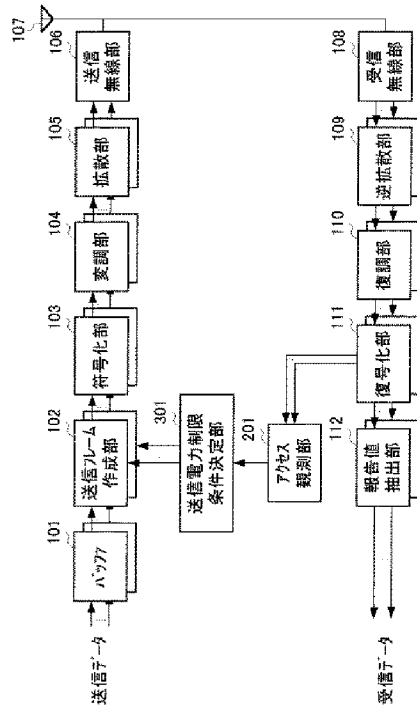 送信データ
101
バッファ
102
送信フレーム
作成部
103
符号化部
104
変調部
105
拡散部
106
送信
無線部
107
301
送信電力制限
条件決定部
201
アクセス
観測部
受信データ
112
報告値
抽出部
111
復号化部
110
復調部
109
逆拡散部
108
受信
無線部